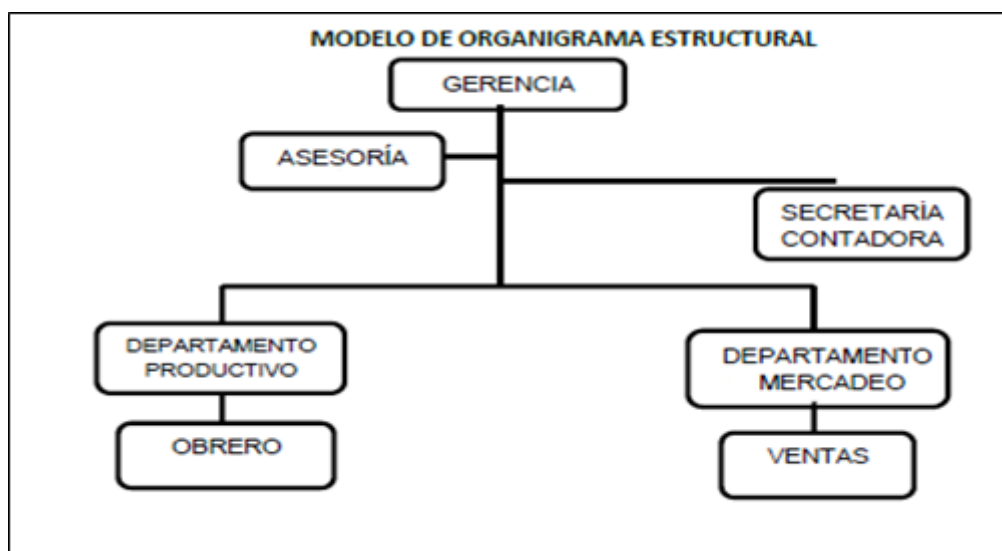 MODELO DE ORGANIGRAMA ESTRUCTURAL
GERENCIA
ASESORÍA
SECRETARÍA
CONTADORA
DEPARTAMENTO
PRODUCTIVO
DEPARTAMENTO
MERCADEO
OBRERO
VENTAS